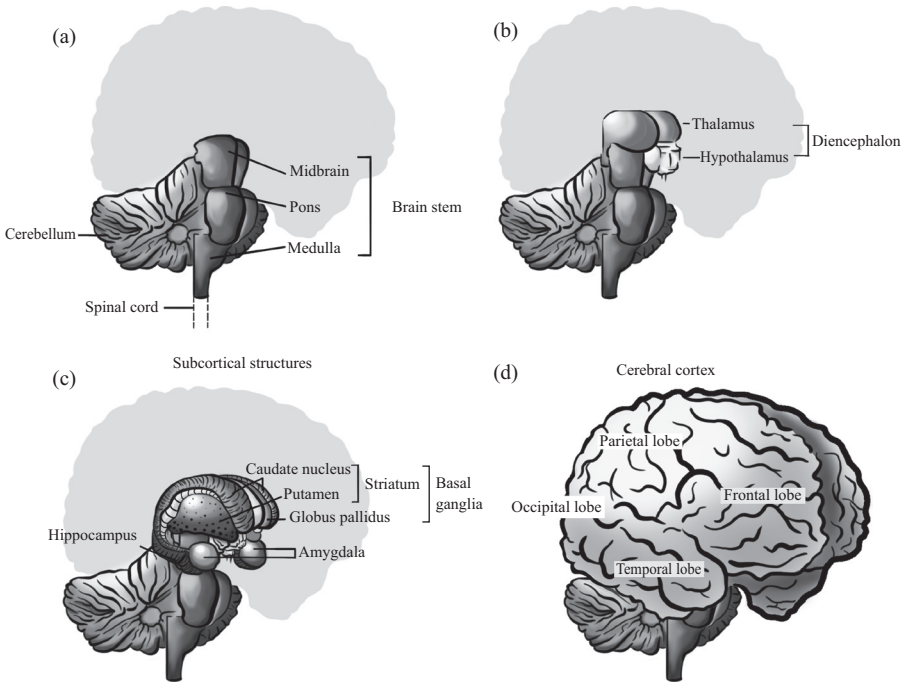 (a)
Midbrain
Pons
Brain stem
Cerebellum
Medulla
Spinal cord
(b)
Thalamus
Diencephalon
Hypothalamus
Subcortical structures
(c)
Caudate nucleus
Striatum
Basal
ganglia
Putamen
Globus pallidus
Hippocampus
Amygdala
Cerebral cortex
(d)
Parietal lobe
Frontal lobe
Occipital lobe
Temporal lobe